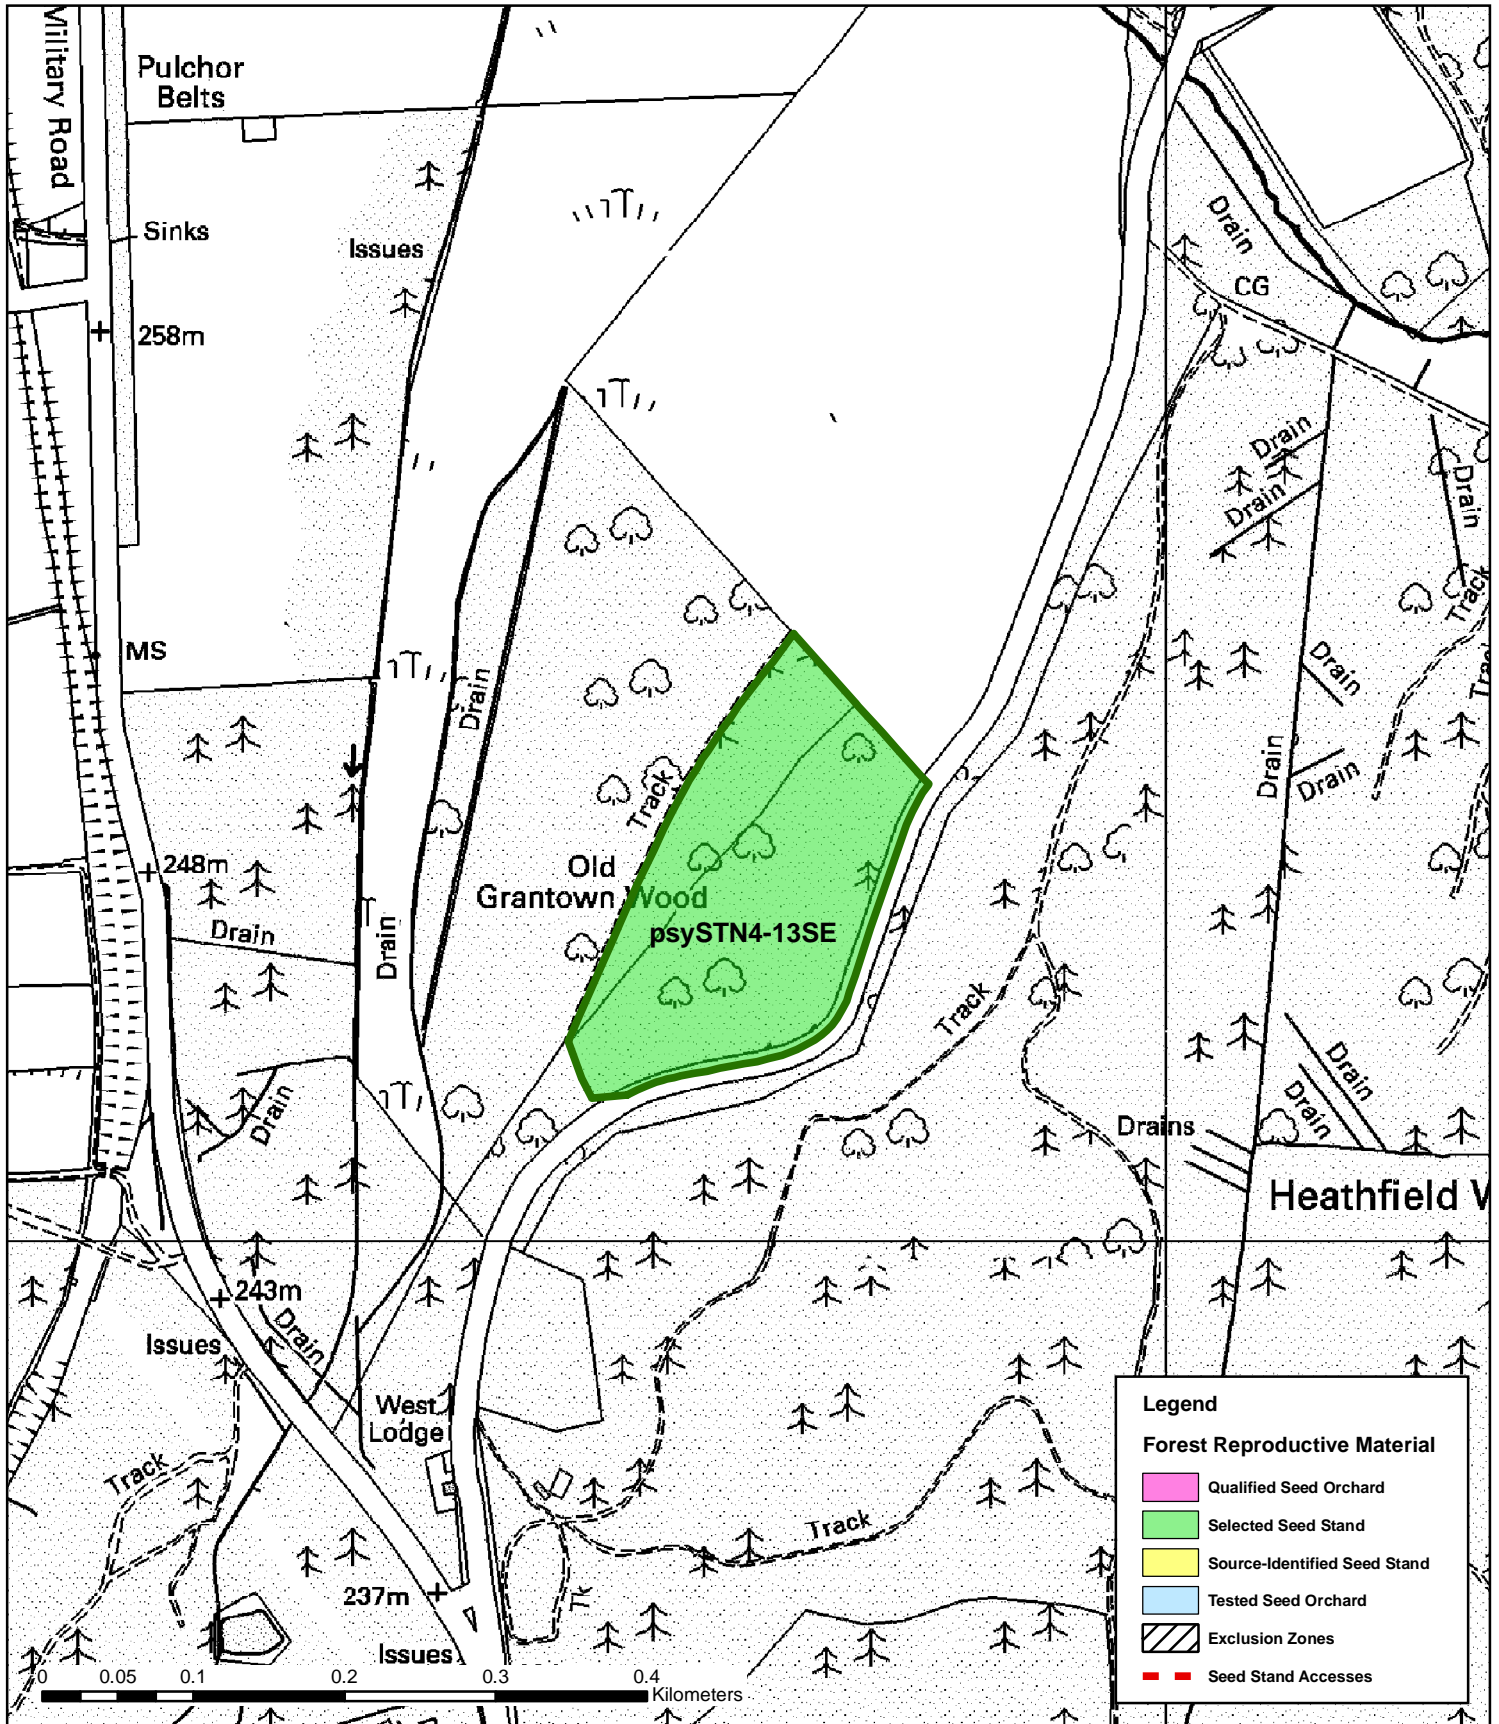 Military Road
Pulchor
Belts
Sinks
Issues
258m
Drain
CG
Drain
Drain
Drain
Track
MS
Drain
Drain
Drain
Drain
Track
Old
Grantown Wood
psySTN4-13SE
248m
Drain
Drain
Track
Drain
Drain
Drain
Drains
Heathfield W
243m
Drain
Issues
West
Lodge
Track
Track
Tk
237m
Issues
Legend
Forest Reproductive Material
Qualified Seed Orchard
Selected Seed Stand
Source-Identified Seed Stand
Tested Seed Orchard
Exclusion Zones
Seed Stand Accesses
0 0.05 0.1 0.2 0.3 0.4
Kilometers